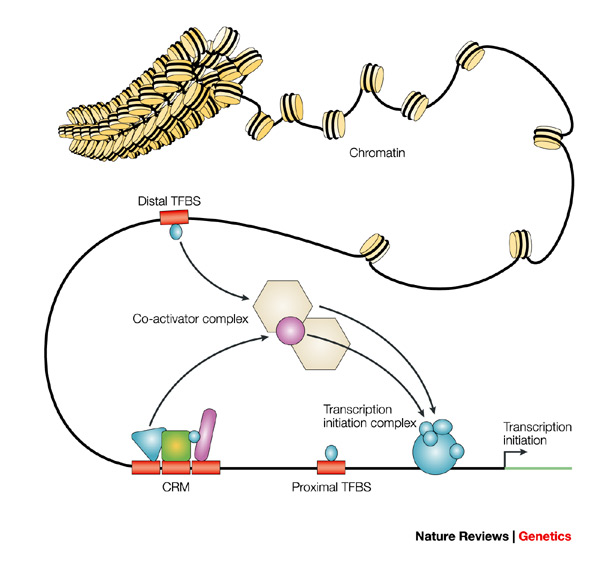 Chromatin
Distal TFBS
Co-activator complex
Transcription
initiation complex
Transcription
initiation
CRM
Proximal TFBS
Nature Reviews | Genetics